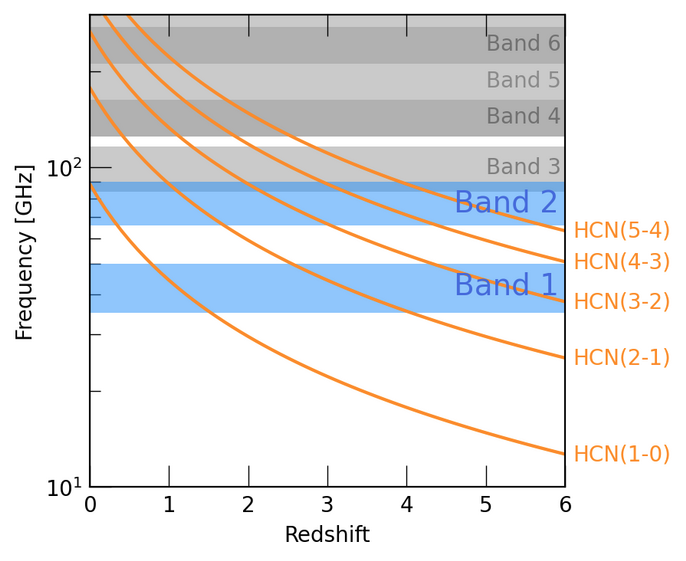 Band 6
Band 5
Band 4
10²
Band 3
Band 2
HCN(5-4)
HCN(4-3)
Band 1
HCN(3-2)
HCN(2-1)
HCN(1-0)
10¹
Frequency [GHz]
0 1 2 3 4 5 6
Redshift